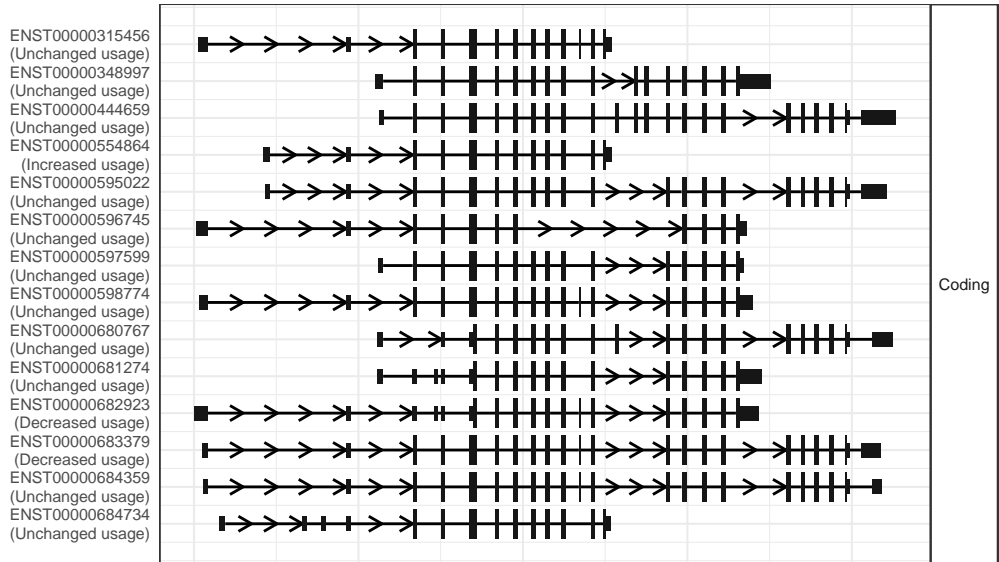 ENST00000315456
(Unchanged usage)
ENST00000348997
(Unchanged usage)
ENST00000444659
(Unchanged usage)
ENST00000554864
(Increased usage)
ENST00000595022
(Unchanged usage)
ENST00000596745
(Unchanged usage)
ENST00000597599
(Unchanged usage)
ENST00000598774
(Unchanged usage)
ENST00000680767
(Unchanged usage)
ENST00000681274
(Unchanged usage)
ENST00000682923
(Decreased usage)
ENST00000683379
(Decreased usage)
ENST00000684359
(Unchanged usage)
ENST00000684734
(Unchanged usage)
Coding